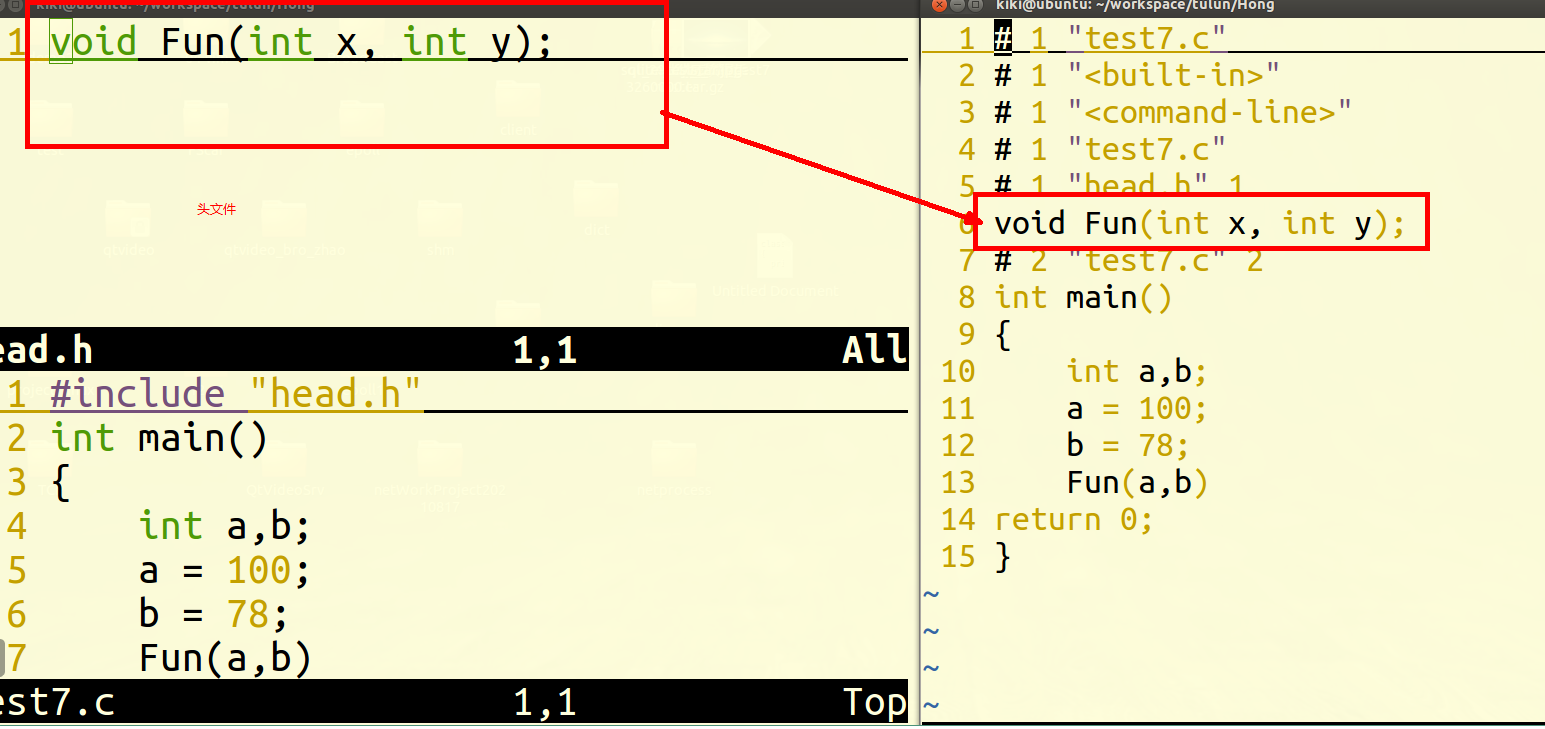 kiki@ubuntu: ~/workspace/tulun/Hong
1 void Fun(int x, int y);
头文件
ead.h 1,1 All
1 #include "head.h"
2 int main()
3 {
4 int a,b;
5 a = 100;
6 b = 78;
7 Fun(a,b)
est7.c 1,1 Top
kiki@ubuntu: ~/workspace/tulun/Hong
1 # 1 "test7.c"
2 # 1 "<built-in>"
3 # 1 "<command-line>"
4 # 1 "test7.c"
5 # 1 "head.h" 1
6 void Fun(int x, int y);
7 # 2 "test7.c" 2
8 int main()
9 {
10 int a,b;
11 a = 100;
12 b = 78;
13 Fun(a,b)
14 return 0;
15 }
~
~
~
~